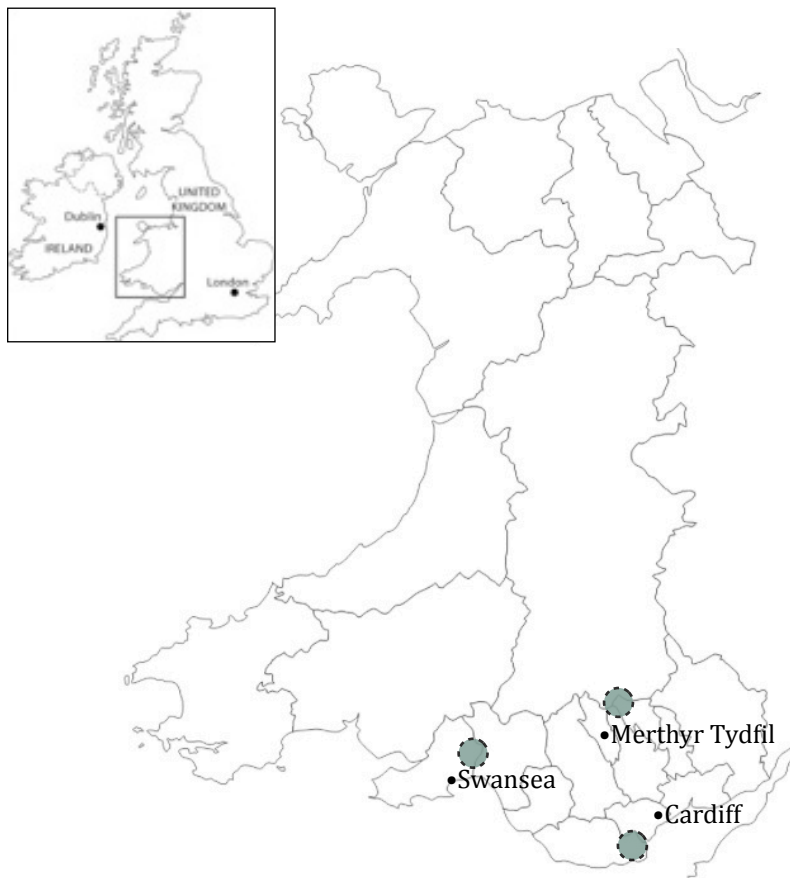 UNITED
KINGDOM
Dublin
IRELAND
London
Merthyr Tydfil
Swansea
Cardiff